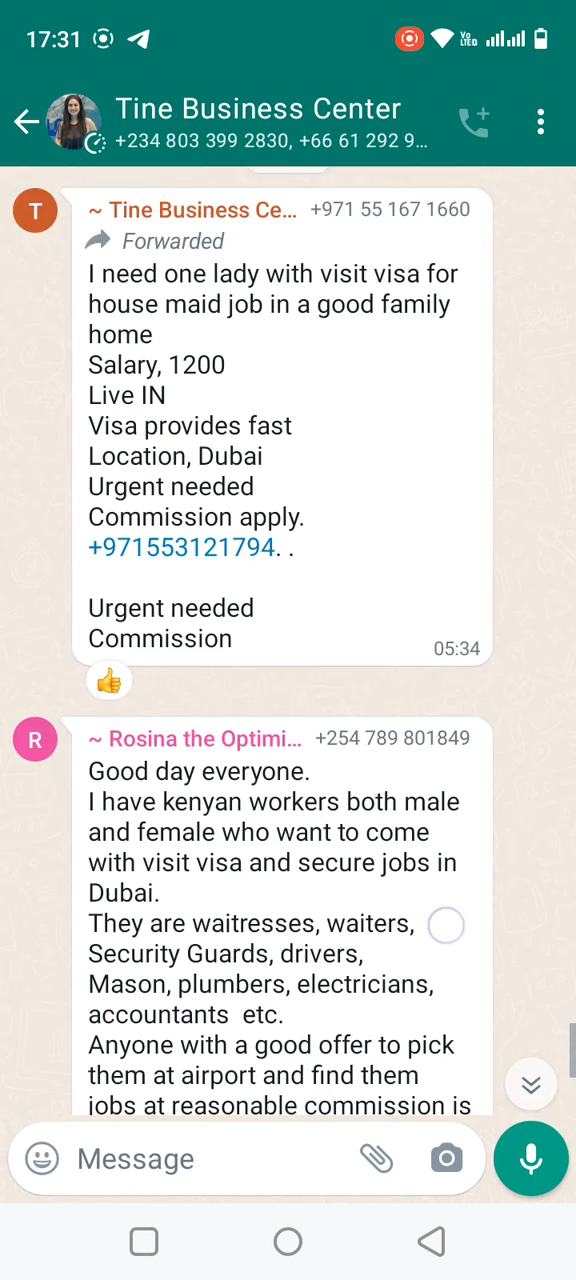 17:31
Vo
LTED
Tine Business Center
+234 803 399 2830, +66 61 292 9...
~ Tine Business Ce... +971 55 167 1660
T
Forwarded
I need one lady with visit visa for
house maid job in a good family
home
Salary, 1200
Live IN
Visa provides fast
Location, Dubai
Urgent needed
Commission apply.
+971553121794. .
Urgent needed
Commission
05:34
R
~ Rosina the Optimi... +254 789 801849
Good day everyone.
I have kenyan workers both male
and female who want to come
with visit visa and secure jobs in
Dubai.
They are waitresses, waiters,
Security Guards, drivers,
Mason, plumbers, electricians,
accountants etc.
Anyone with a good offer to pick
them at airport and find them
jobs at reasonable commission is
Message